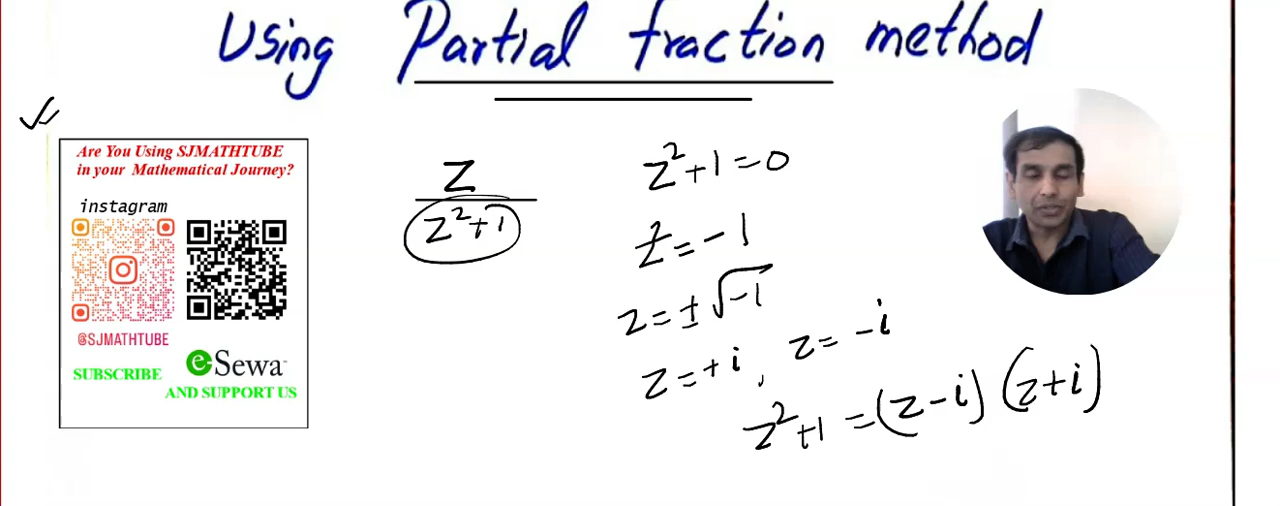 Using Partial fraction method
Are You Using SJMATHTUBE
in your Mathematical Journey?
instagram
@SJMATHTUBE
eSewa
SUBSCRIBE
AND SUPPORT US
z
z²+1
z²+1=0
z²=-1
z=±√-1
z=+i, z=-i
z²+1=(z-i)(z+i)